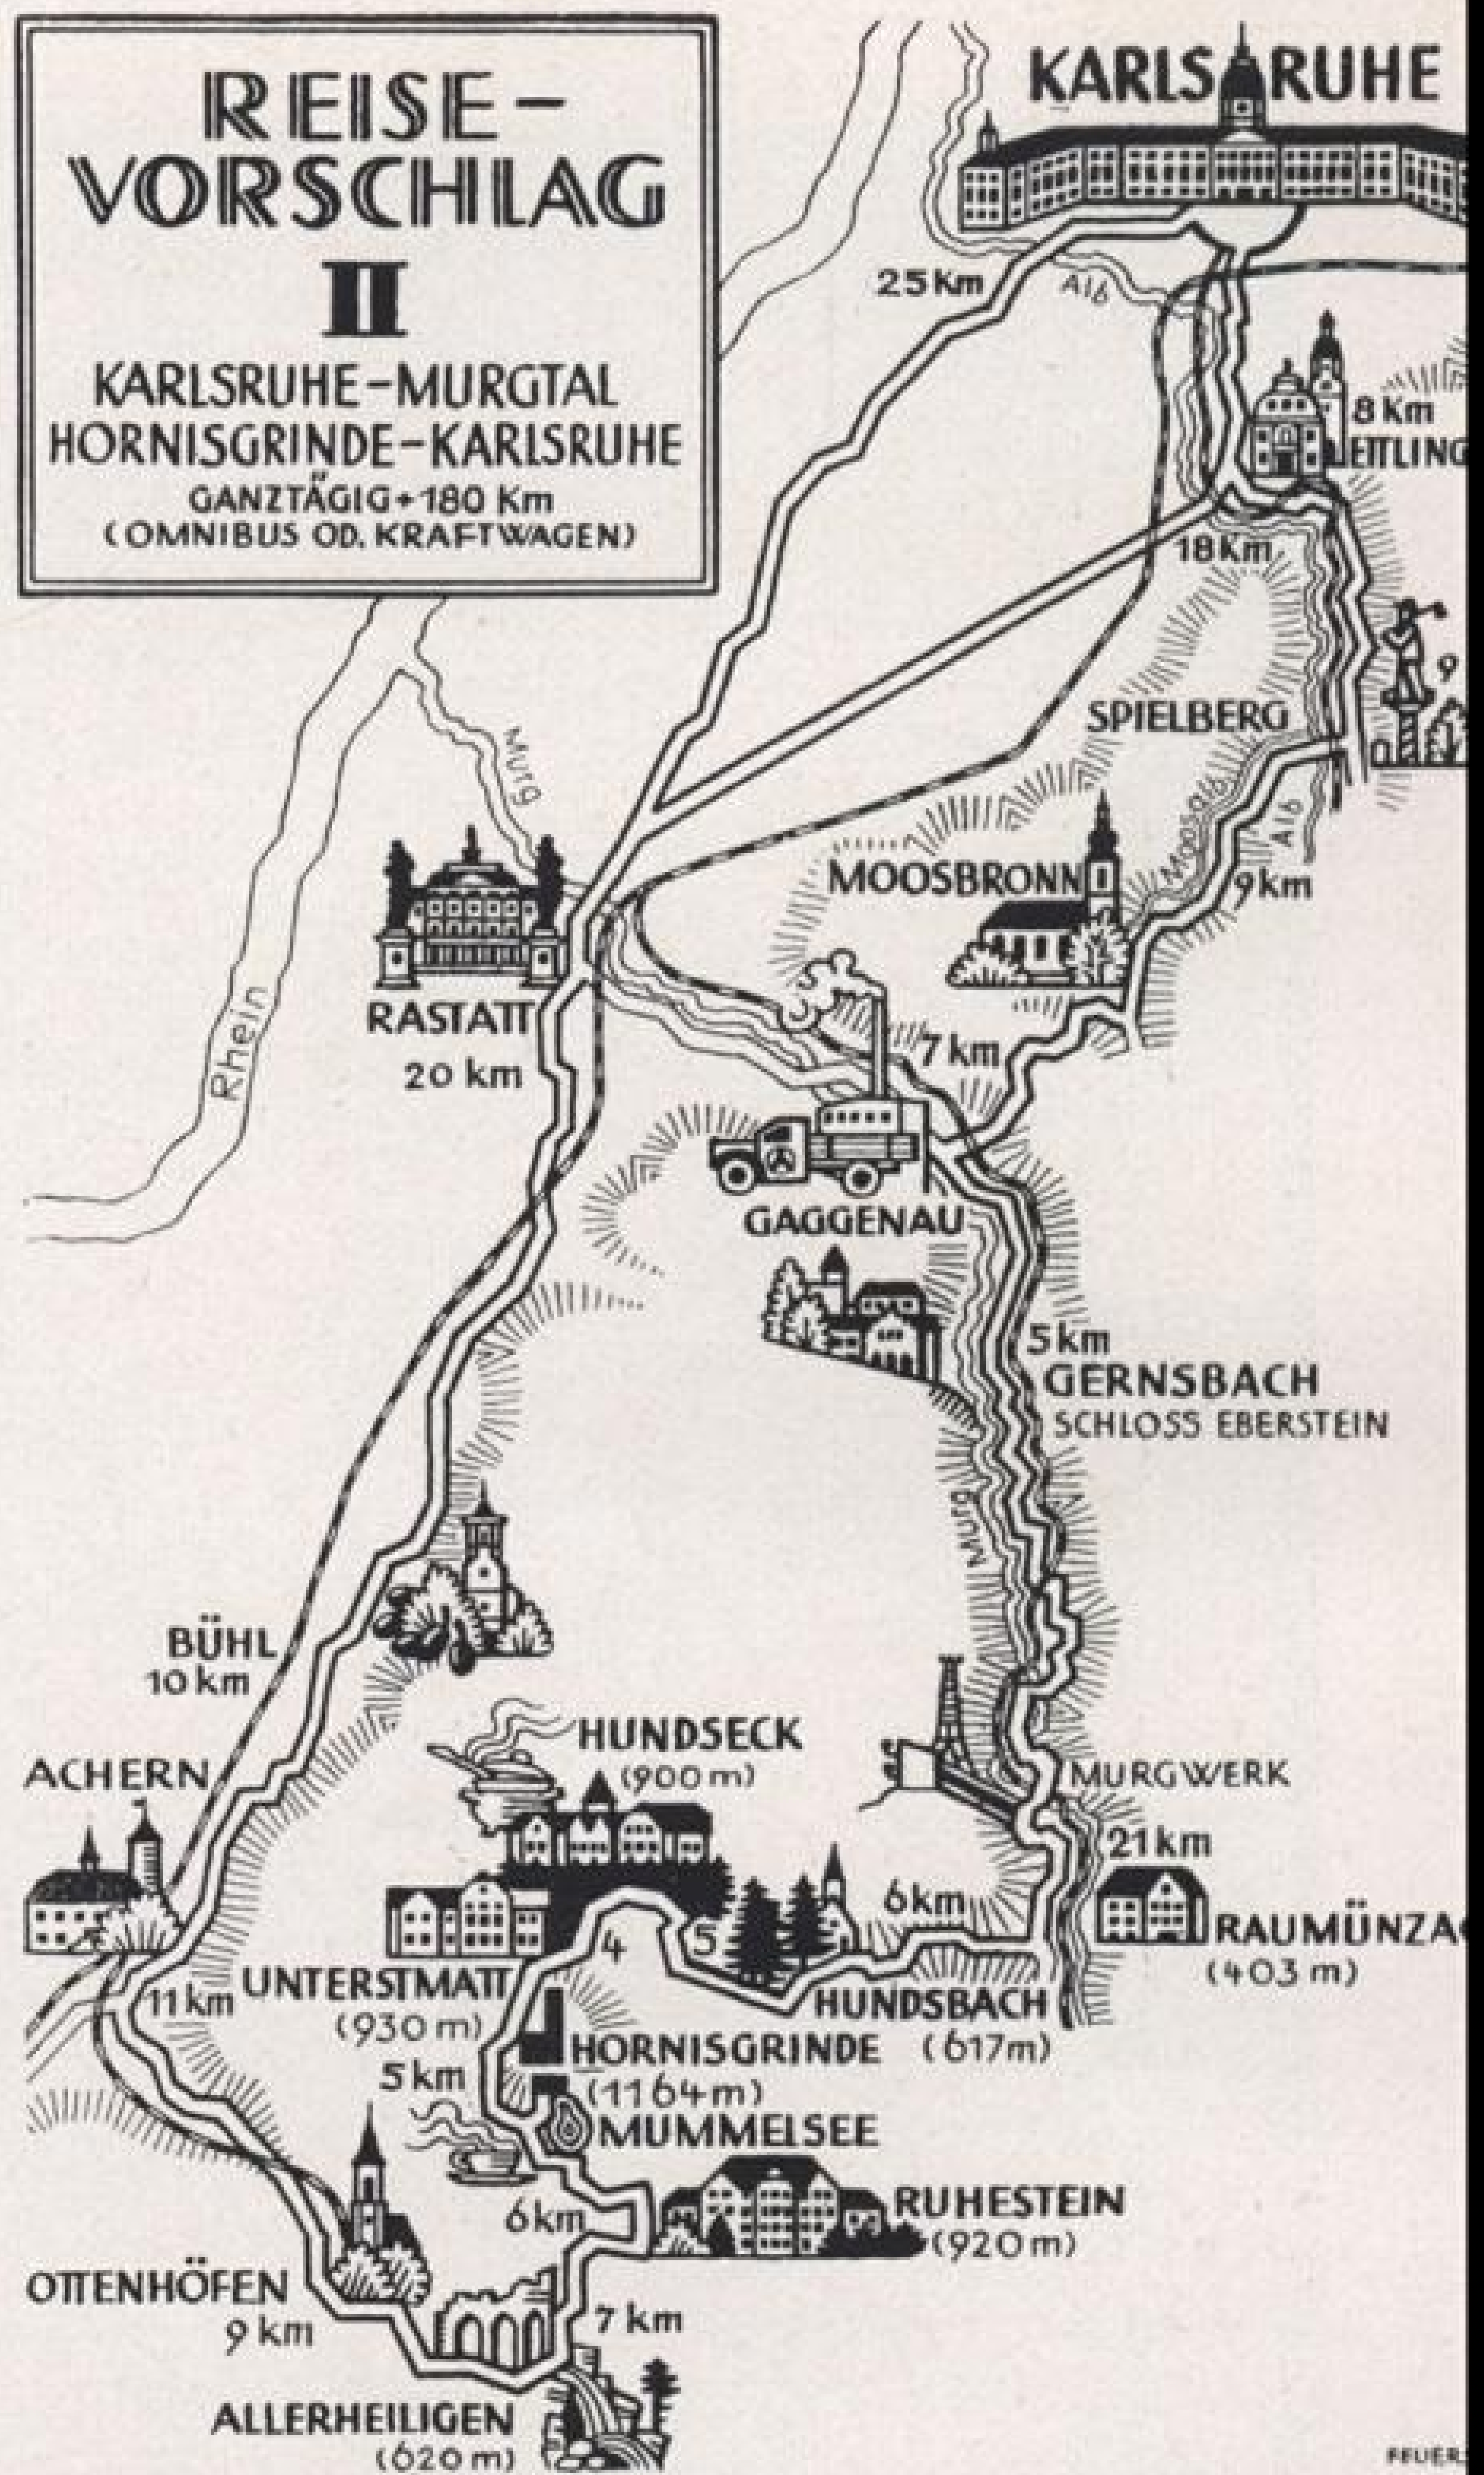 REISE-
VORSCHLAG
II
KARLSRUHE-MURGTAL
HORNISGRINDE-KARLSRUHE
GANZTÄGIG + 180 Km
(OMNIBUS OD. KRAFTWAGEN)
KARLSRUHE
25 Km
Alb
8 Km
ETTLING
18 Km
9
SPIELBERG
Murg
Moosalb
Alb
MOOSBRONN
9 km
RASTATT
20 km
Rhein
7 km
GAGGENAU
5 km
GERNSBACH
SCHLOSS EBERSTEIN
Murg
BÜHL
10 km
HUNDSECK
(900 m)
ACHERN
MURGWERK
21 km
6 km
RAUMÜNZA
(403 m)
4
5
UNTERSTMATT
(930 m)
11 km
HUNDSBACH
(617 m)
HORNISGRINDE
(1164 m)
5 km
MUMMELSEE
RUHESTEIN
(920 m)
6 km
OTTENHÖFEN
9 km
7 km
ALLERHEILIGEN
(620 m)
FEUER